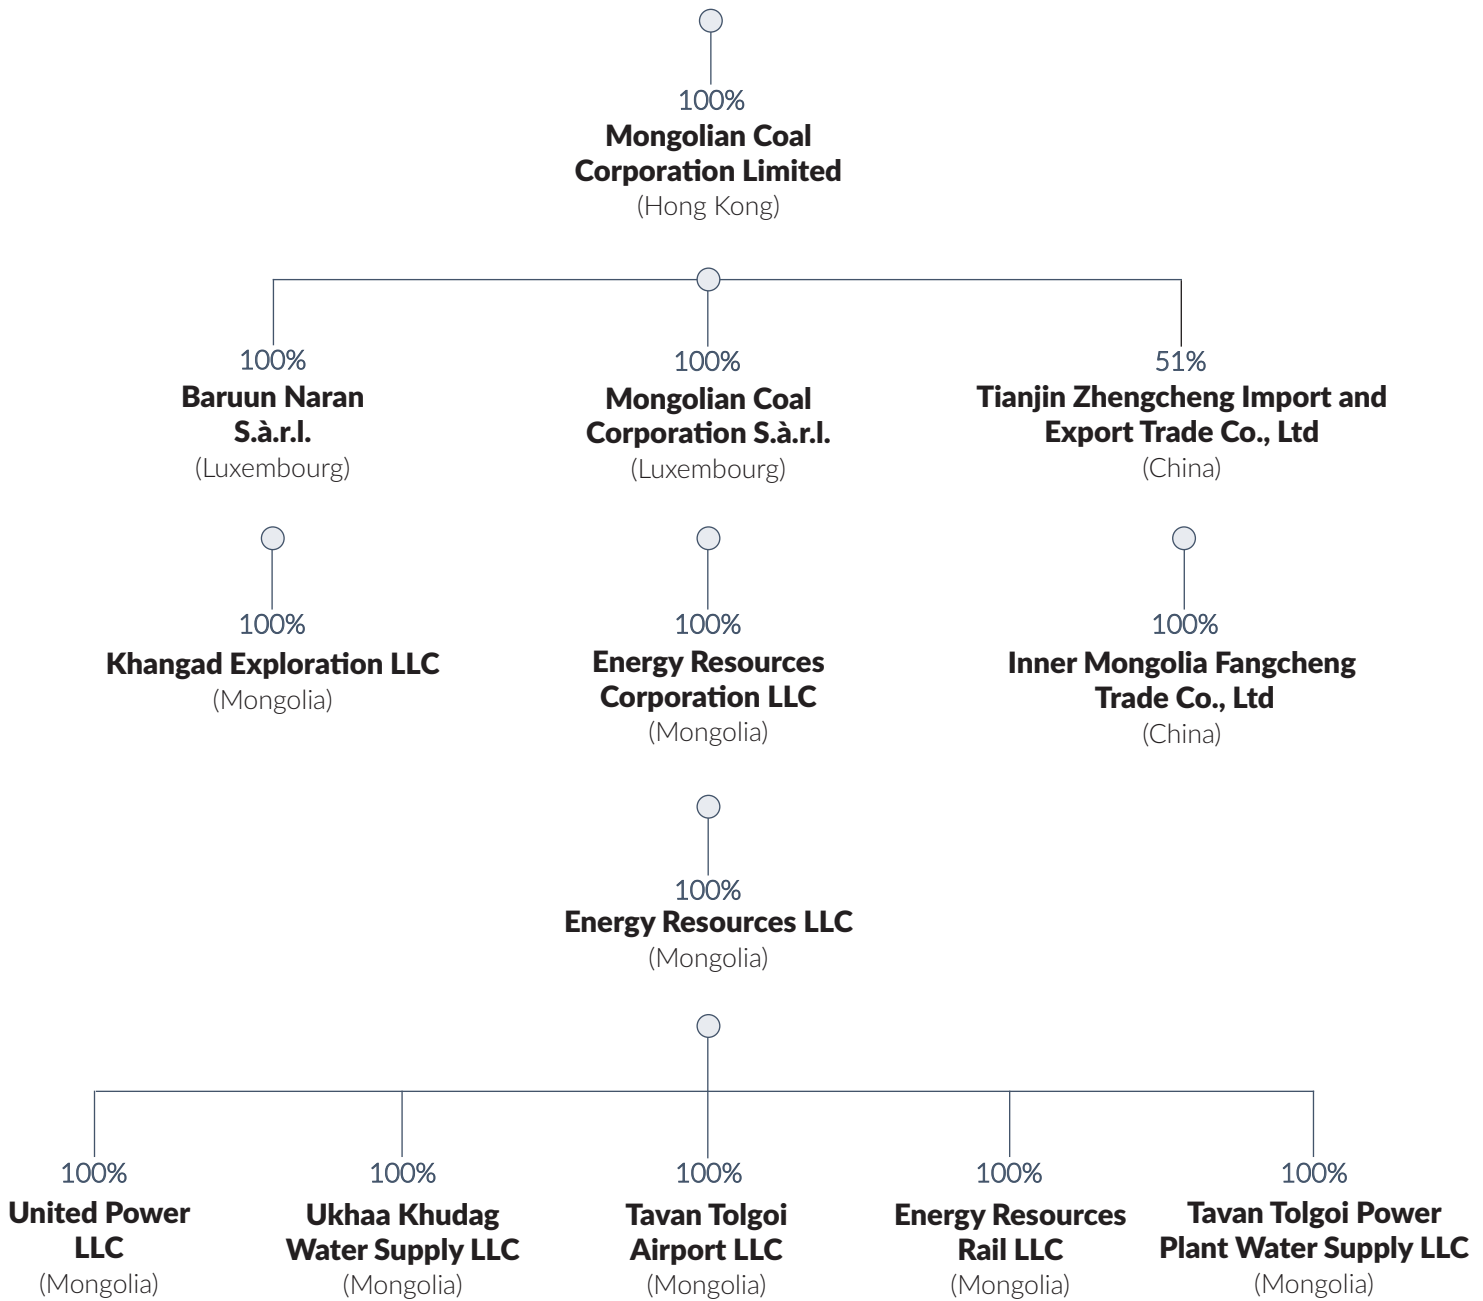 100%
Mongolian Coal
Corporation Limited
(Hong Kong)
100%
Baruun Naran
S.à.r.l.
(Luxembourg)
100%
Mongolian Coal
Corporation S.à.r.l.
(Luxembourg)
51%
Tianjin Zhengcheng Import and
Export Trade Co., Ltd
(China)
100%
Khangad Exploration LLC
(Mongolia)
100%
Energy Resources
Corporation LLC
(Mongolia)
100%
Inner Mongolia Fangcheng
Trade Co., Ltd
(China)
100%
Energy Resources LLC
(Mongolia)
100%
United Power
LLC
(Mongolia)
100%
Ukhaa Khudag
Water Supply LLC
(Mongolia)
100%
Tavan Tolgoi
Airport LLC
(Mongolia)
100%
Energy Resources
Rail LLC
(Mongolia)
100%
Tavan Tolgoi Power
Plant Water Supply LLC
(Mongolia)